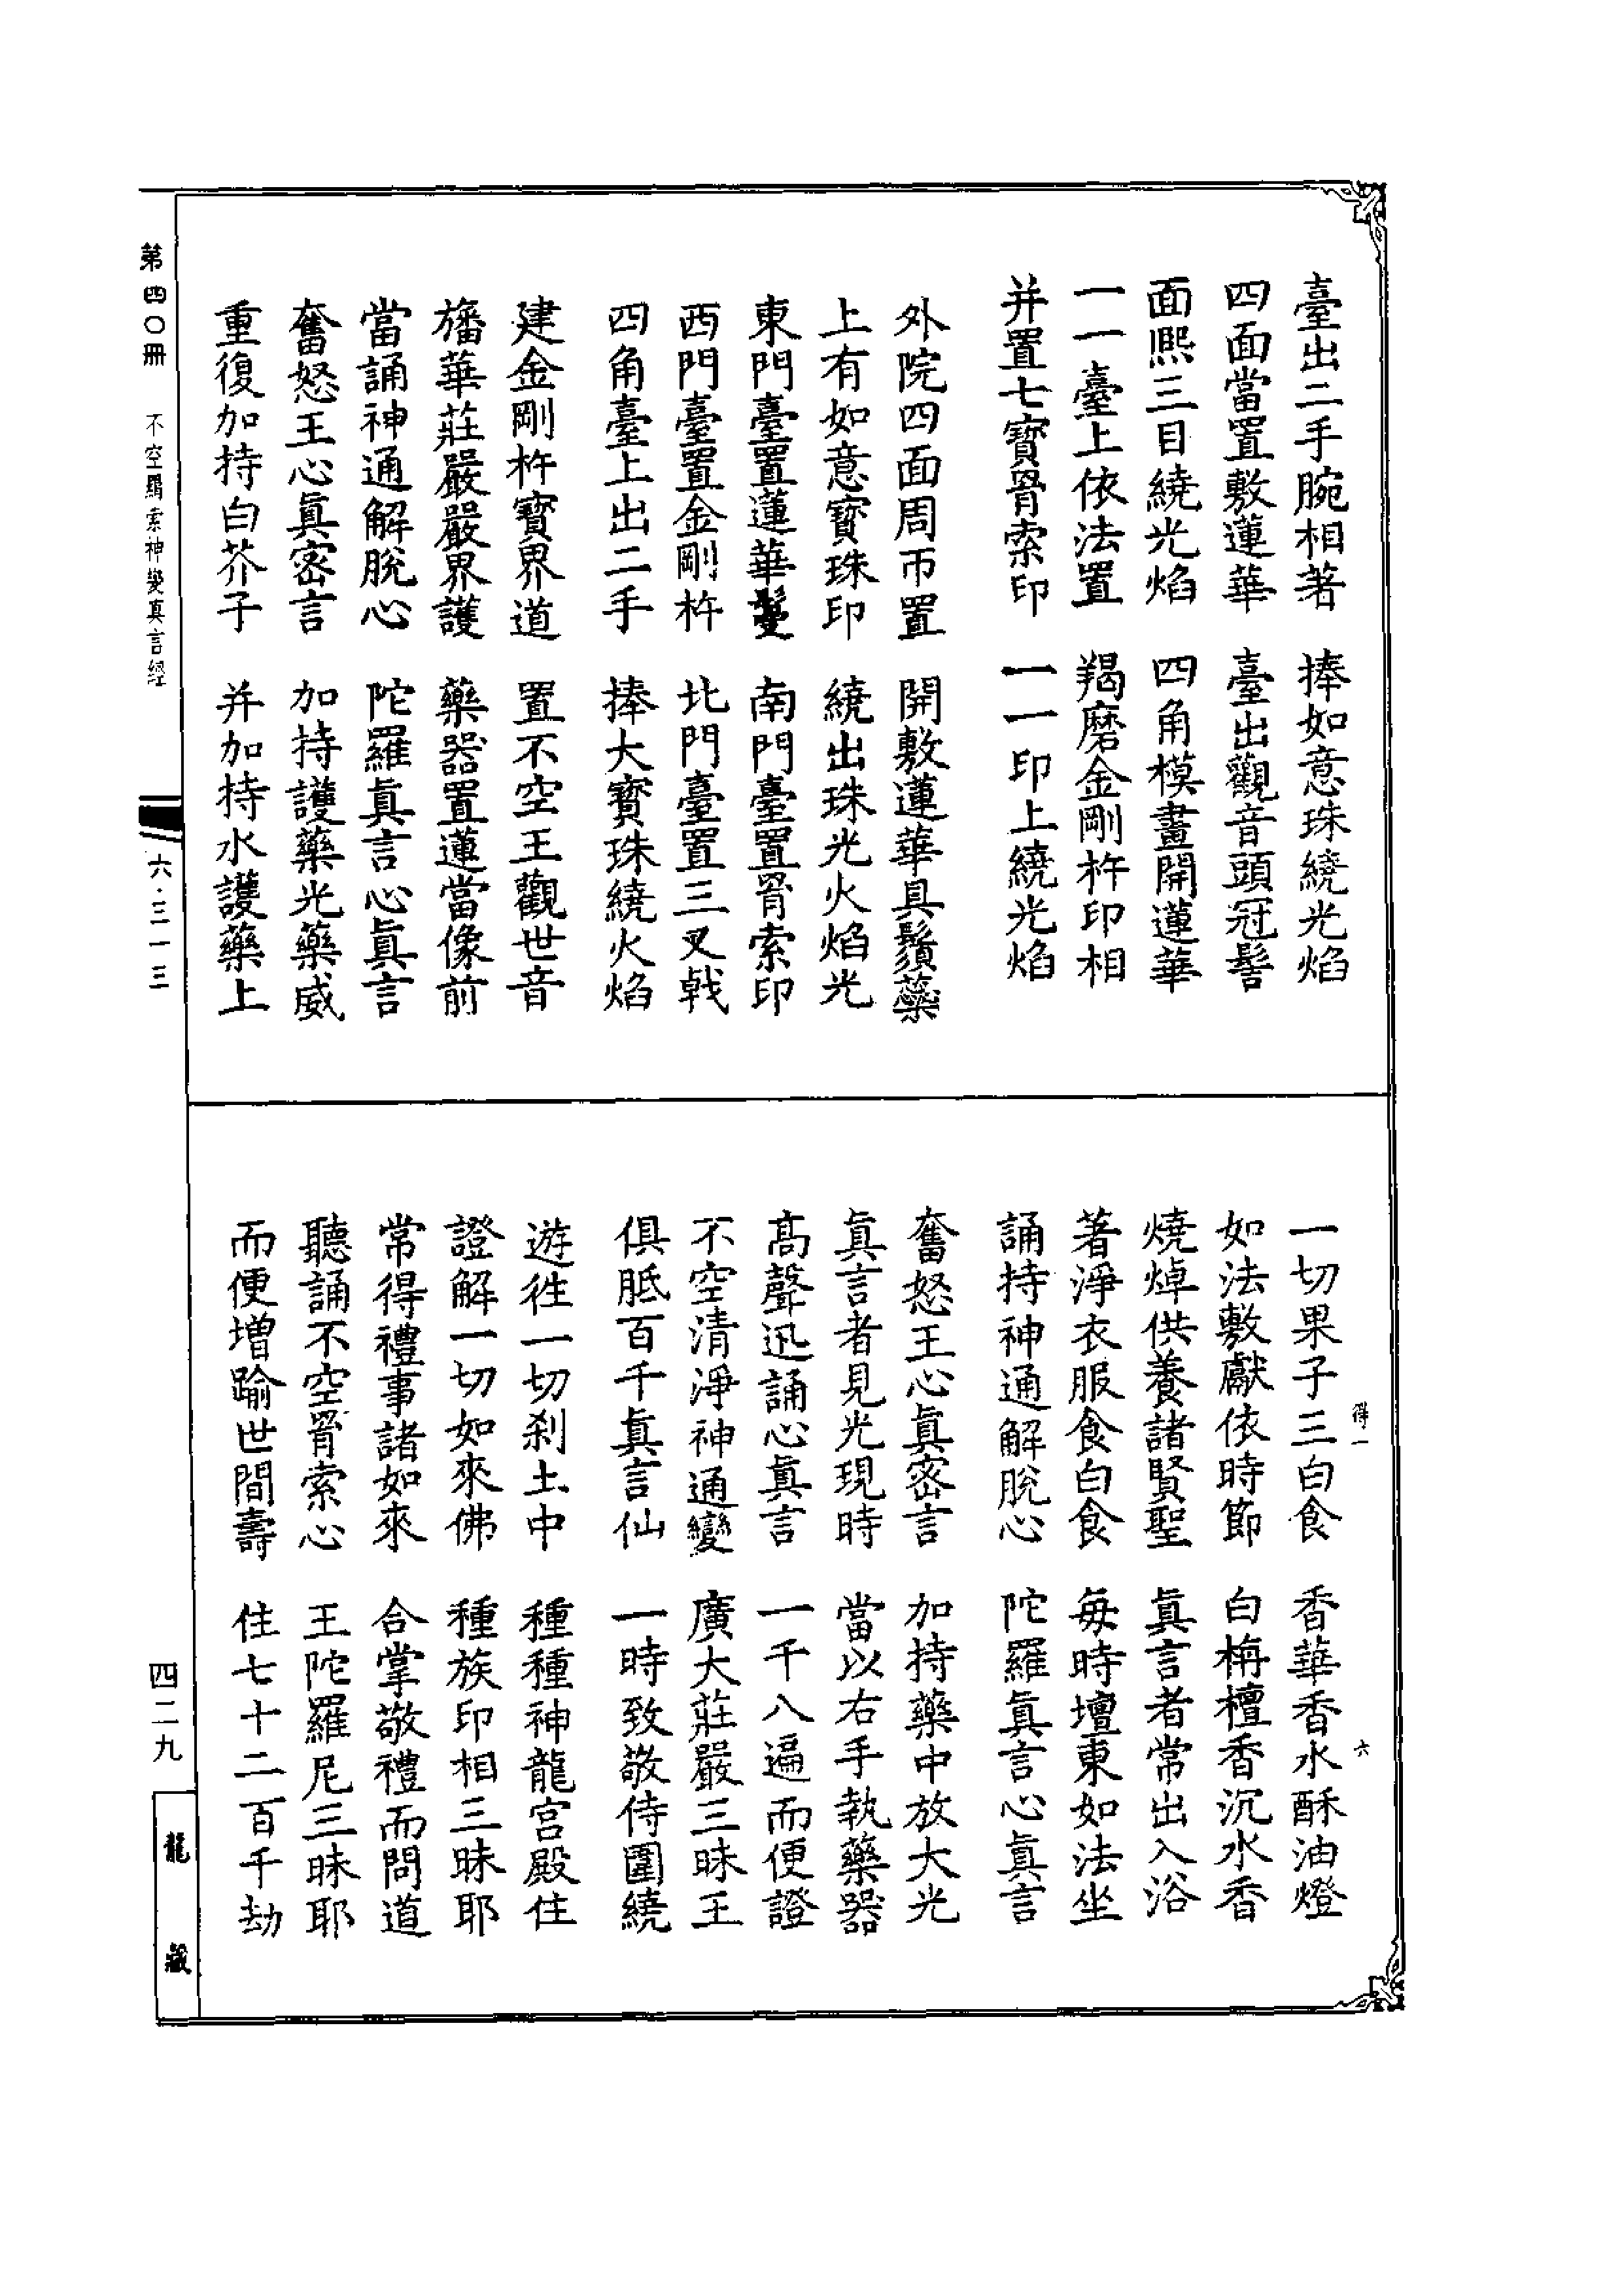 臺出二手腕相著　捧如意珠繞光焰
四面當置敷蓮華　臺出觀音頭冠髻
面熈三目繞光焰　四角模畫開蓮華
一一臺上依法置　羯磨金剛杵印相
并置七寶罥索印　一一印上繞光焰
外院四面周帀置　開敷蓮華具鬚蘂
上有如意寶珠印　繞出珠光火焰光
東門臺置蓮華鬘　南門臺置罥索印
西門臺置金剛杵　北門臺置三叉戟
四角臺上出二手　捧大寶珠繞火焰
建金剛杵寶界道　置不空王觀世音
旛華莊嚴嚴界護　藥器置蓮當像前
當誦神通解脫心　陀羅眞言心眞言
奮怒王心眞密言　加持護藥光藥威
重復加持白芥子　并加持水護藥上
一切果子三白食　香華香水酥油燈
如法敷獻依時節　白栴檀香沉水香
燒焯供養諸賢聖　眞言者常出入浴
著淨衣服食白食　每時壇東如法坐
誦持神通解脫心　陀羅眞言心眞言
奮怒王心眞密言　加持藥中放大光
眞言者見光現時　當以右手執藥器
高聲迅誦心眞言　一千八遍而便證
不空清淨神通變　廣大莊嚴三昧王
俱胝百千眞言仙　一時致敬侍圍繞
遊往一切刹土中　種種神龍宮殿住
證解一切如來佛　種族印相三昧耶
常得禮事諸如來　合掌敬禮而問道
聽誦不空罥索心　王陀羅尼三昧耶
而便增踰世間壽　住七十二百千劫
得一　六
第四〇冊　不空羂索神變真言經　六·三一三　四二九　龍藏